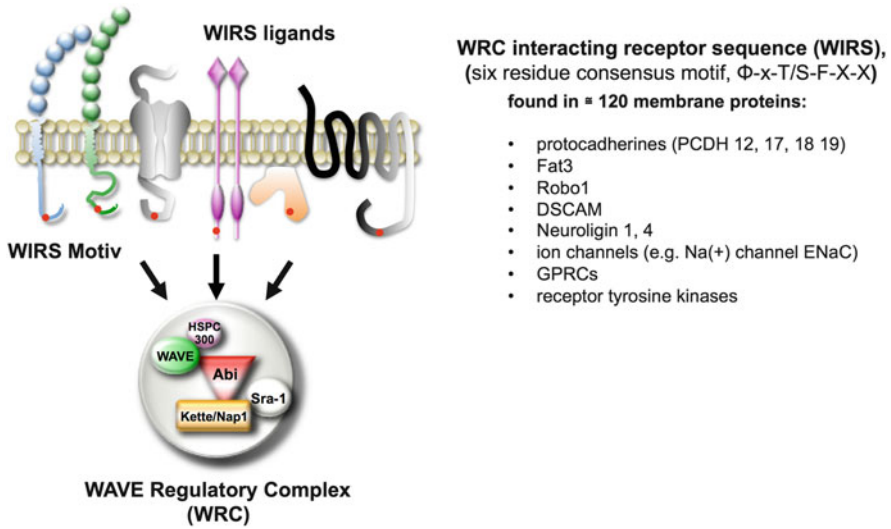 WIRS ligands
WIRS Motiv
HSPC
300
WAVE
Abi
Sra-1
Kette/Nap1
WAVE Regulatory Complex
(WRC)
WRC interacting receptor sequence (WIRS),
(six residue consensus motif, Φ-x-T/S-F-X-X)
found in ≅ 120 membrane proteins:
• protocadherines (PCDH 12, 17, 18 19)
• Fat3
• Robo1
• DSCAM
• Neuroligin 1, 4
• ion channels (e.g. Na(+) channel ENaC)
• GPRCs
• receptor tyrosine kinases